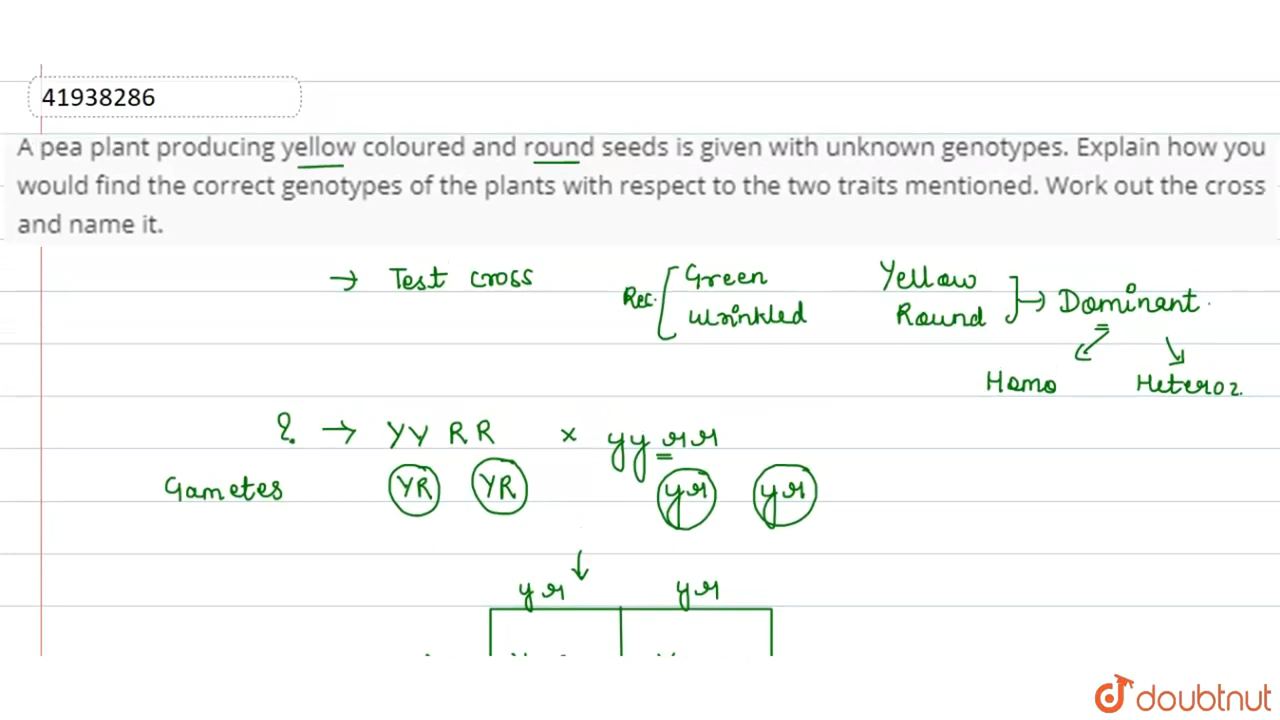 41938286
A pea plant producing yellow coloured and round seeds is given with unknown genotypes. Explain how you
would find the correct genotypes of the plants with respect to the two traits mentioned. Work out the cross
and name it.
→ Test cross Rec. Green Yellow
Wrinkled Round → Dominant
Homo Heteroz.
? → YY RR × yy rr
Gametes YR YR yr yr
↓
yr yr
doubtnut